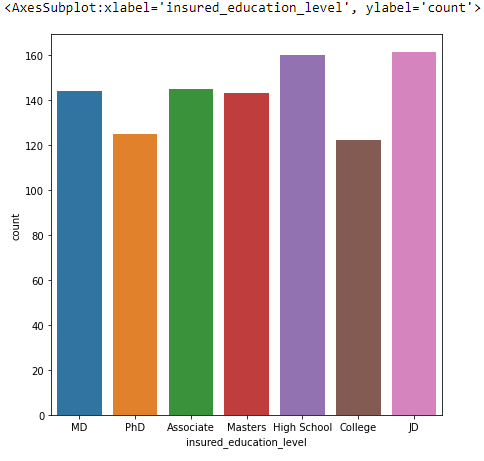 <AxesSubplot:xlabel='insured_education_level', ylabel='count'>
160
140
120
100
80
60
40
20
0
count
MD PhD Associate Masters High School College JD
insured_education_level